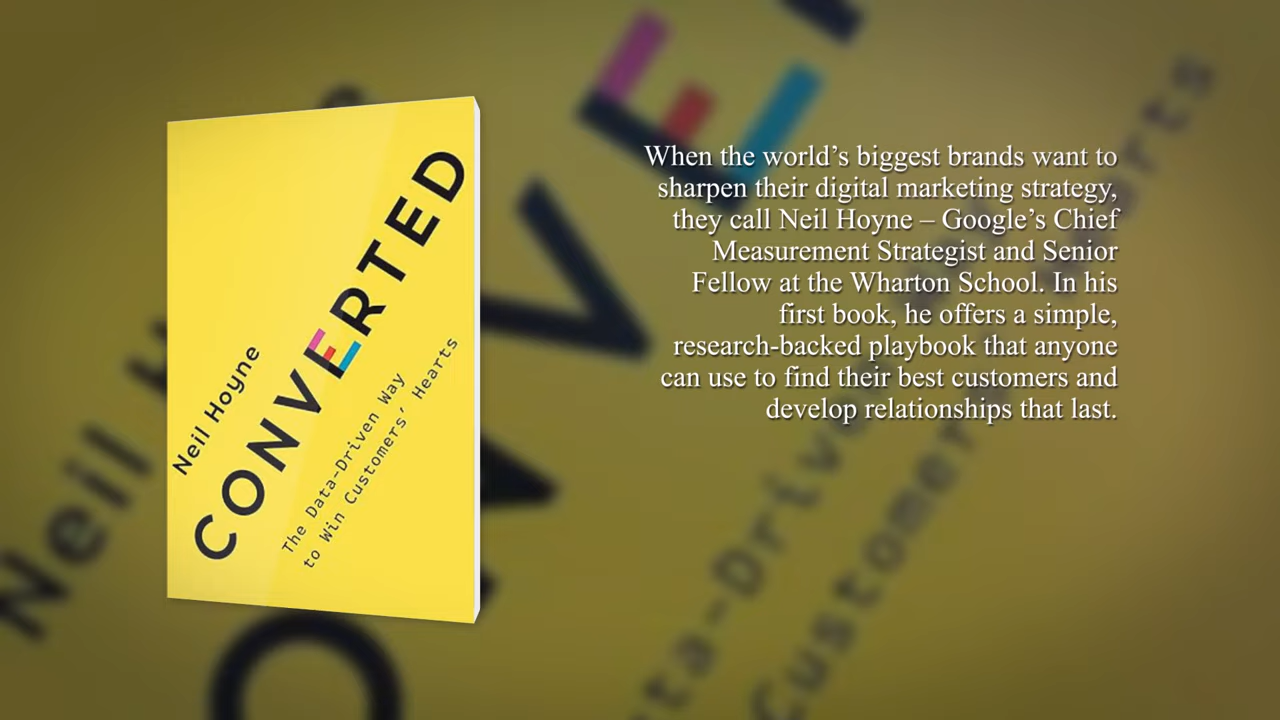 Neil Hoyne
CONVERTED
The Data-Driven Way
to Win Customers’ Hearts
When the world’s biggest brands want to
sharpen their digital marketing strategy,
they call Neil Hoyne – Google’s Chief
Measurement Strategist and Senior
Fellow at the Wharton School. In his
first book, he offers a simple,
research-backed playbook that anyone
can use to find their best customers and
develop relationships that last.